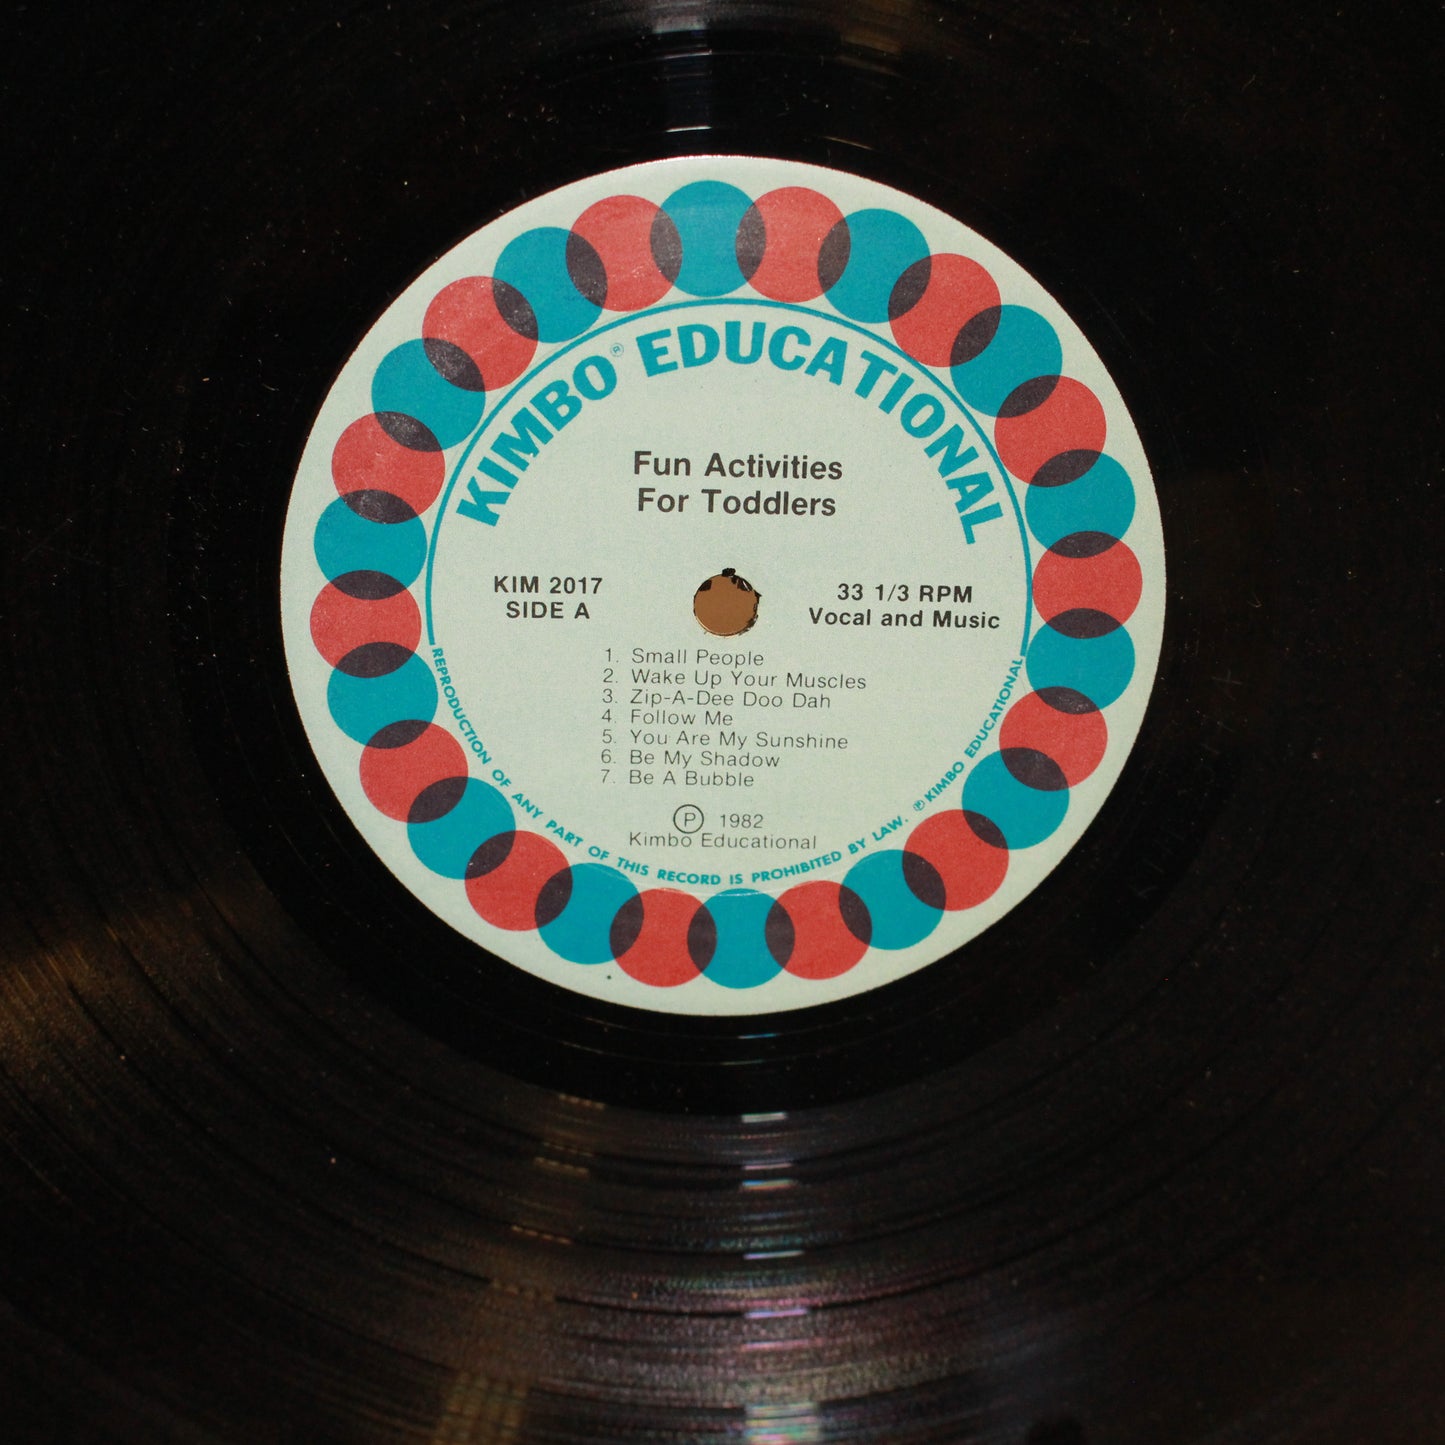 KIMBO® EDUCATIONAL
Fun Activities
For Toddlers
KIM 2017
SIDE A
33 1/3 RPM
Vocal and Music
1. Small People
2. Wake Up Your Muscles
3. Zip-A-Dee Doo Dah
4. Follow Me
5. You Are My Sunshine
6. Be My Shadow
7. Be A Bubble
Ⓟ 1982
Kimbo Educational
REPRODUCTION OF ANY PART OF THIS RECORD IS PROHIBITED BY LAW. ℗ KIMBO EDUCATIONAL